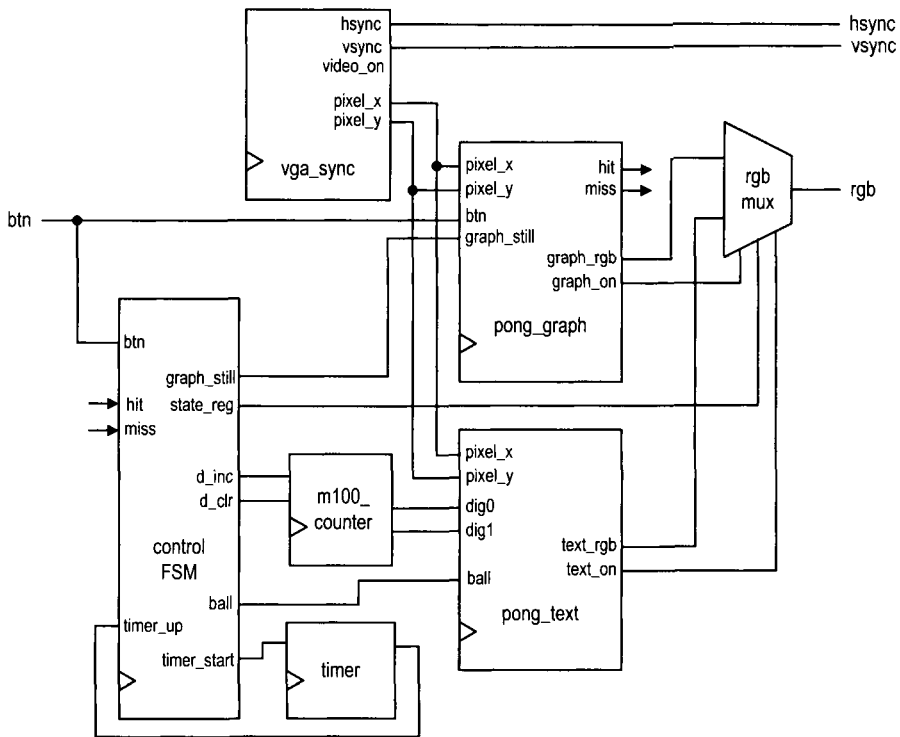 hsync
vsync
video_on
pixel_x
pixel_y
vga_sync
hsync
vsync
btn
pixel_x
pixel_y
btn
graph_still
hit
miss
graph_rgb
graph_on
pong_graph
rgb
mux
rgb
btn
hit
miss
graph_still
state_reg
d_inc
d_clr
control
FSM
ball
timer_up
timer_start
m100_
counter
timer
pixel_x
pixel_y
dig0
dig1
ball
text_rgb
text_on
pong_text